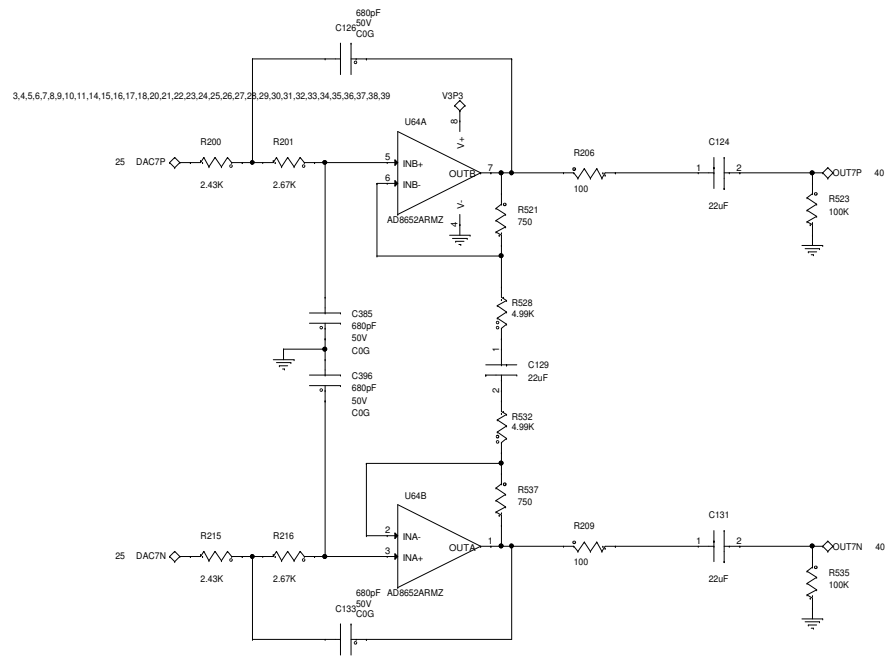 680pF
50V
C126 C0G
3,4,5,6,7,8,9,10,11,14,15,16,17,18,20,21,22,23,24,25,26,27,28,29,30,31,32,33,34,35,36,37,38,39
V3P3
8
V+
U64A
R200
R201
25 DAC7P
2.43K
2.67K
5 INB+
6 INB-
OUTB 7
V-
4
AD8652ARMZ
R206
100
C124
1 2
22uF
OUT7P 40
R523
100K
R521
750
R528
4.99K
C385
680pF
50V
C0G
C396
680pF
50V
C0G
1
C129
22uF
2
R532
4.99K
R537
750
U64B
2 INA-
3 INA+
OUTA 1
AD8652ARMZ
R215
R216
25 DAC7N
2.43K
2.67K
R209
100
C131
1 2
22uF
OUT7N 40
R535
100K
680pF
50V
C133 C0G